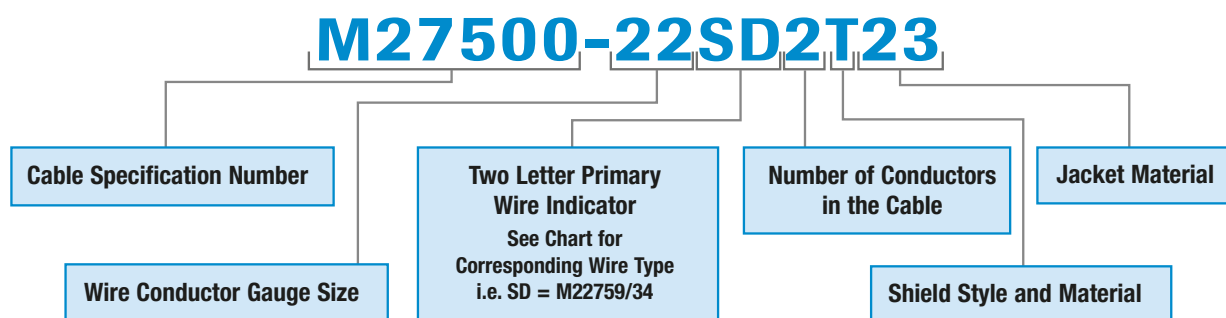 M27500-22SD2T23
Cable Specification Number
Two Letter Primary
Wire Indicator
See Chart for
Corresponding Wire Type
i.e. SD = M22759/34
Number of Conductors
in the Cable
Jacket Material
Wire Conductor Gauge Size
Shield Style and Material